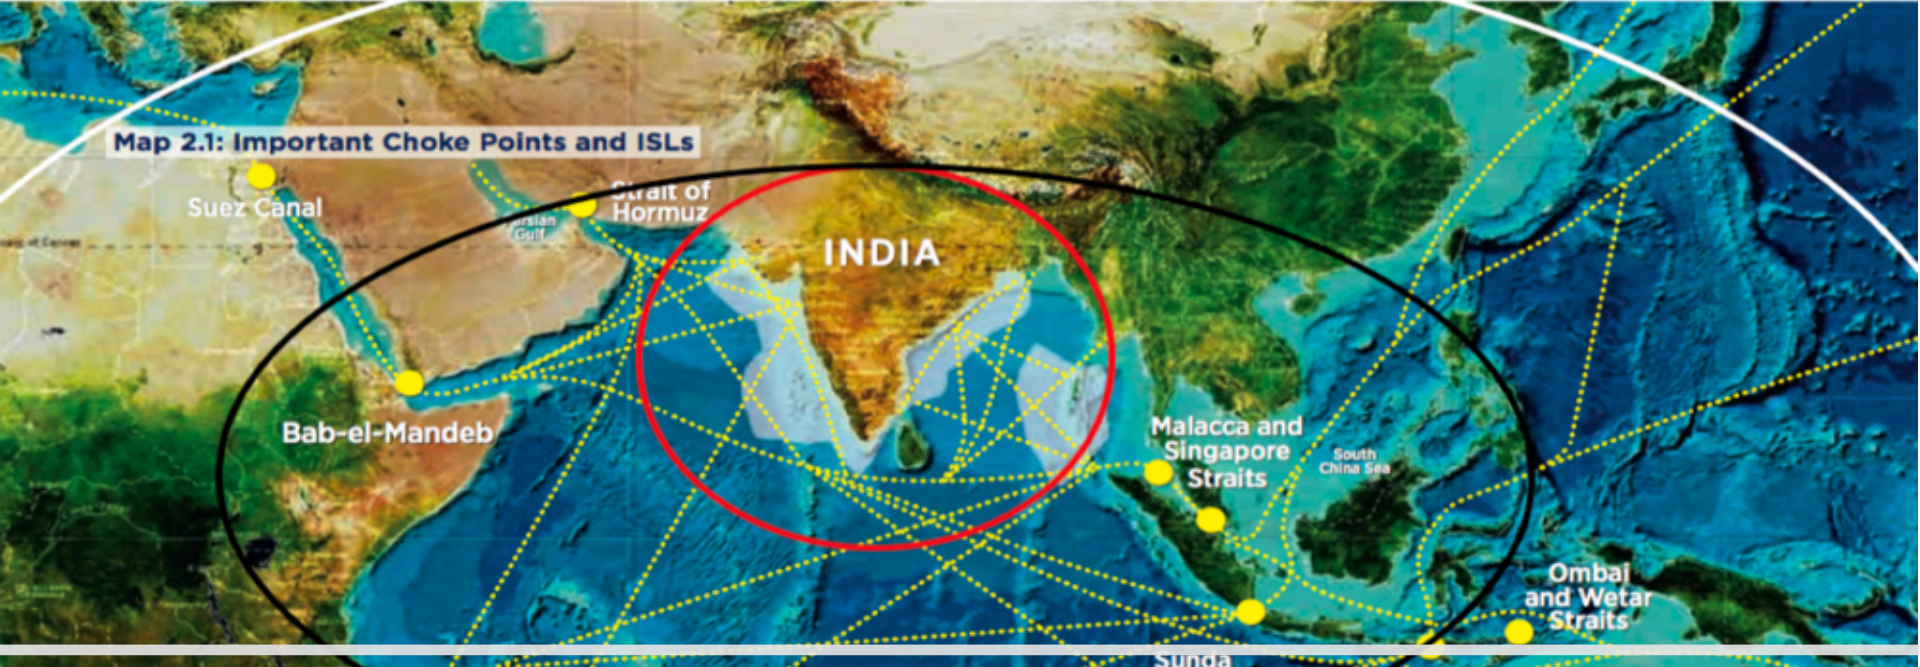 Map 2.1: Important Choke Points and ISLs
Suez Canal
Strait of
Hormuz
Gulf
INDIA
Bab-el-Mandeb
Malacca and
Singapore
Straits
South
China Sea
Ombai
and Wetar
Straits
Sunda